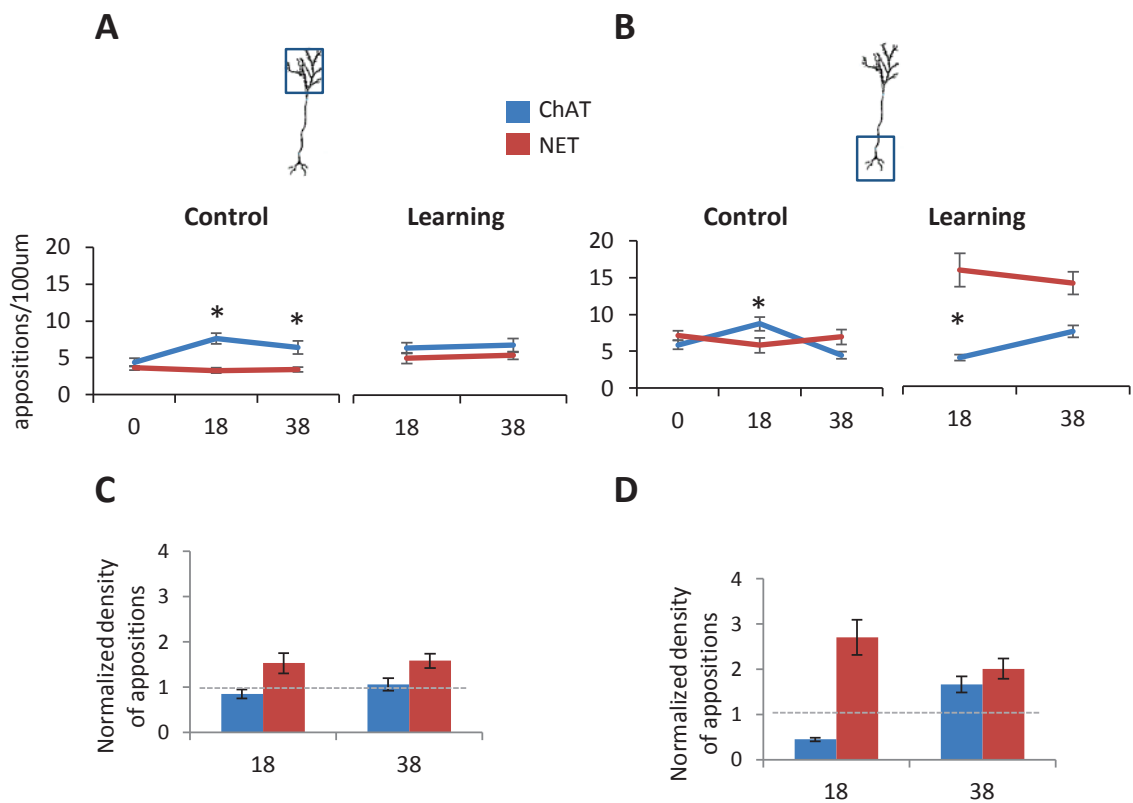 A
B
ChAT
NET
Control
Learning
Control
Learning
appositions/100um
20
15
10
5
0
*
*
0
18
38
18
38
20
15
10
5
0
*
*
0
18
38
18
38
C
D
Normalized density
of appositions
4
3
2
1
0
18
38
Normalized density
of appositions
4
3
2
1
0
18
38